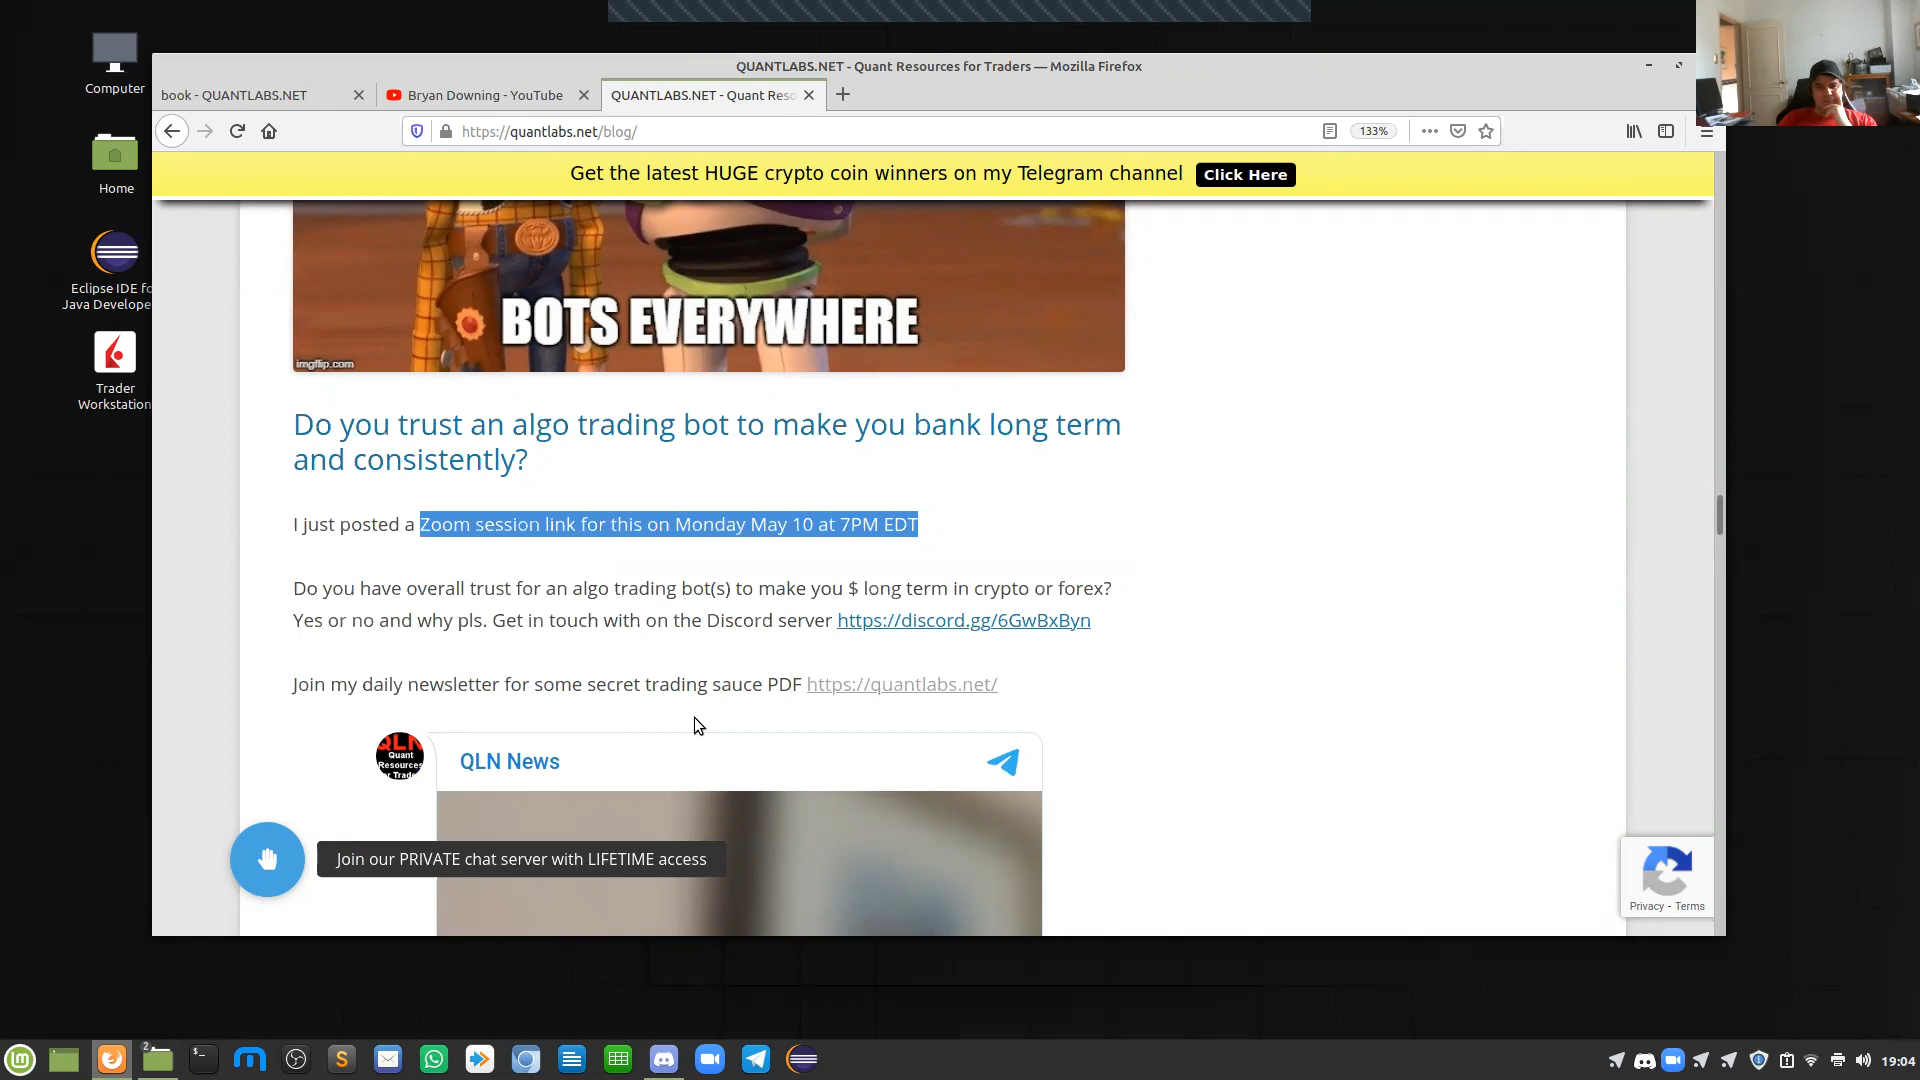 QUANTLABS.NET - Quant Resources for Traders — Mozilla Firefox
book - QUANTLABS.NET
Bryan Downing - YouTube
QUANTLABS.NET - Quant Reso
https://quantlabs.net/blog/
133%
Get the latest HUGE crypto coin winners on my Telegram channel Click Here
Computer
Home
Eclipse IDE fo
Java Develope
Trader
Workstation
BOTS EVERYWHERE
imgflip.com
Do you trust an algo trading bot to make you bank long term
and consistently?
I just posted a Zoom session link for this on Monday May 10 at 7PM EDT
Do you have overall trust for an algo trading bot(s) to make you $ long term in crypto or forex?
Yes or no and why pls. Get in touch with on the Discord server https://discord.gg/6GwBxByn
Join my daily newsletter for some secret trading sauce PDF https://quantlabs.net/
QLN
Quant
Resources
or Trade
QLN News
Join our PRIVATE chat server with LIFETIME access
Privacy - Terms
2
19:04